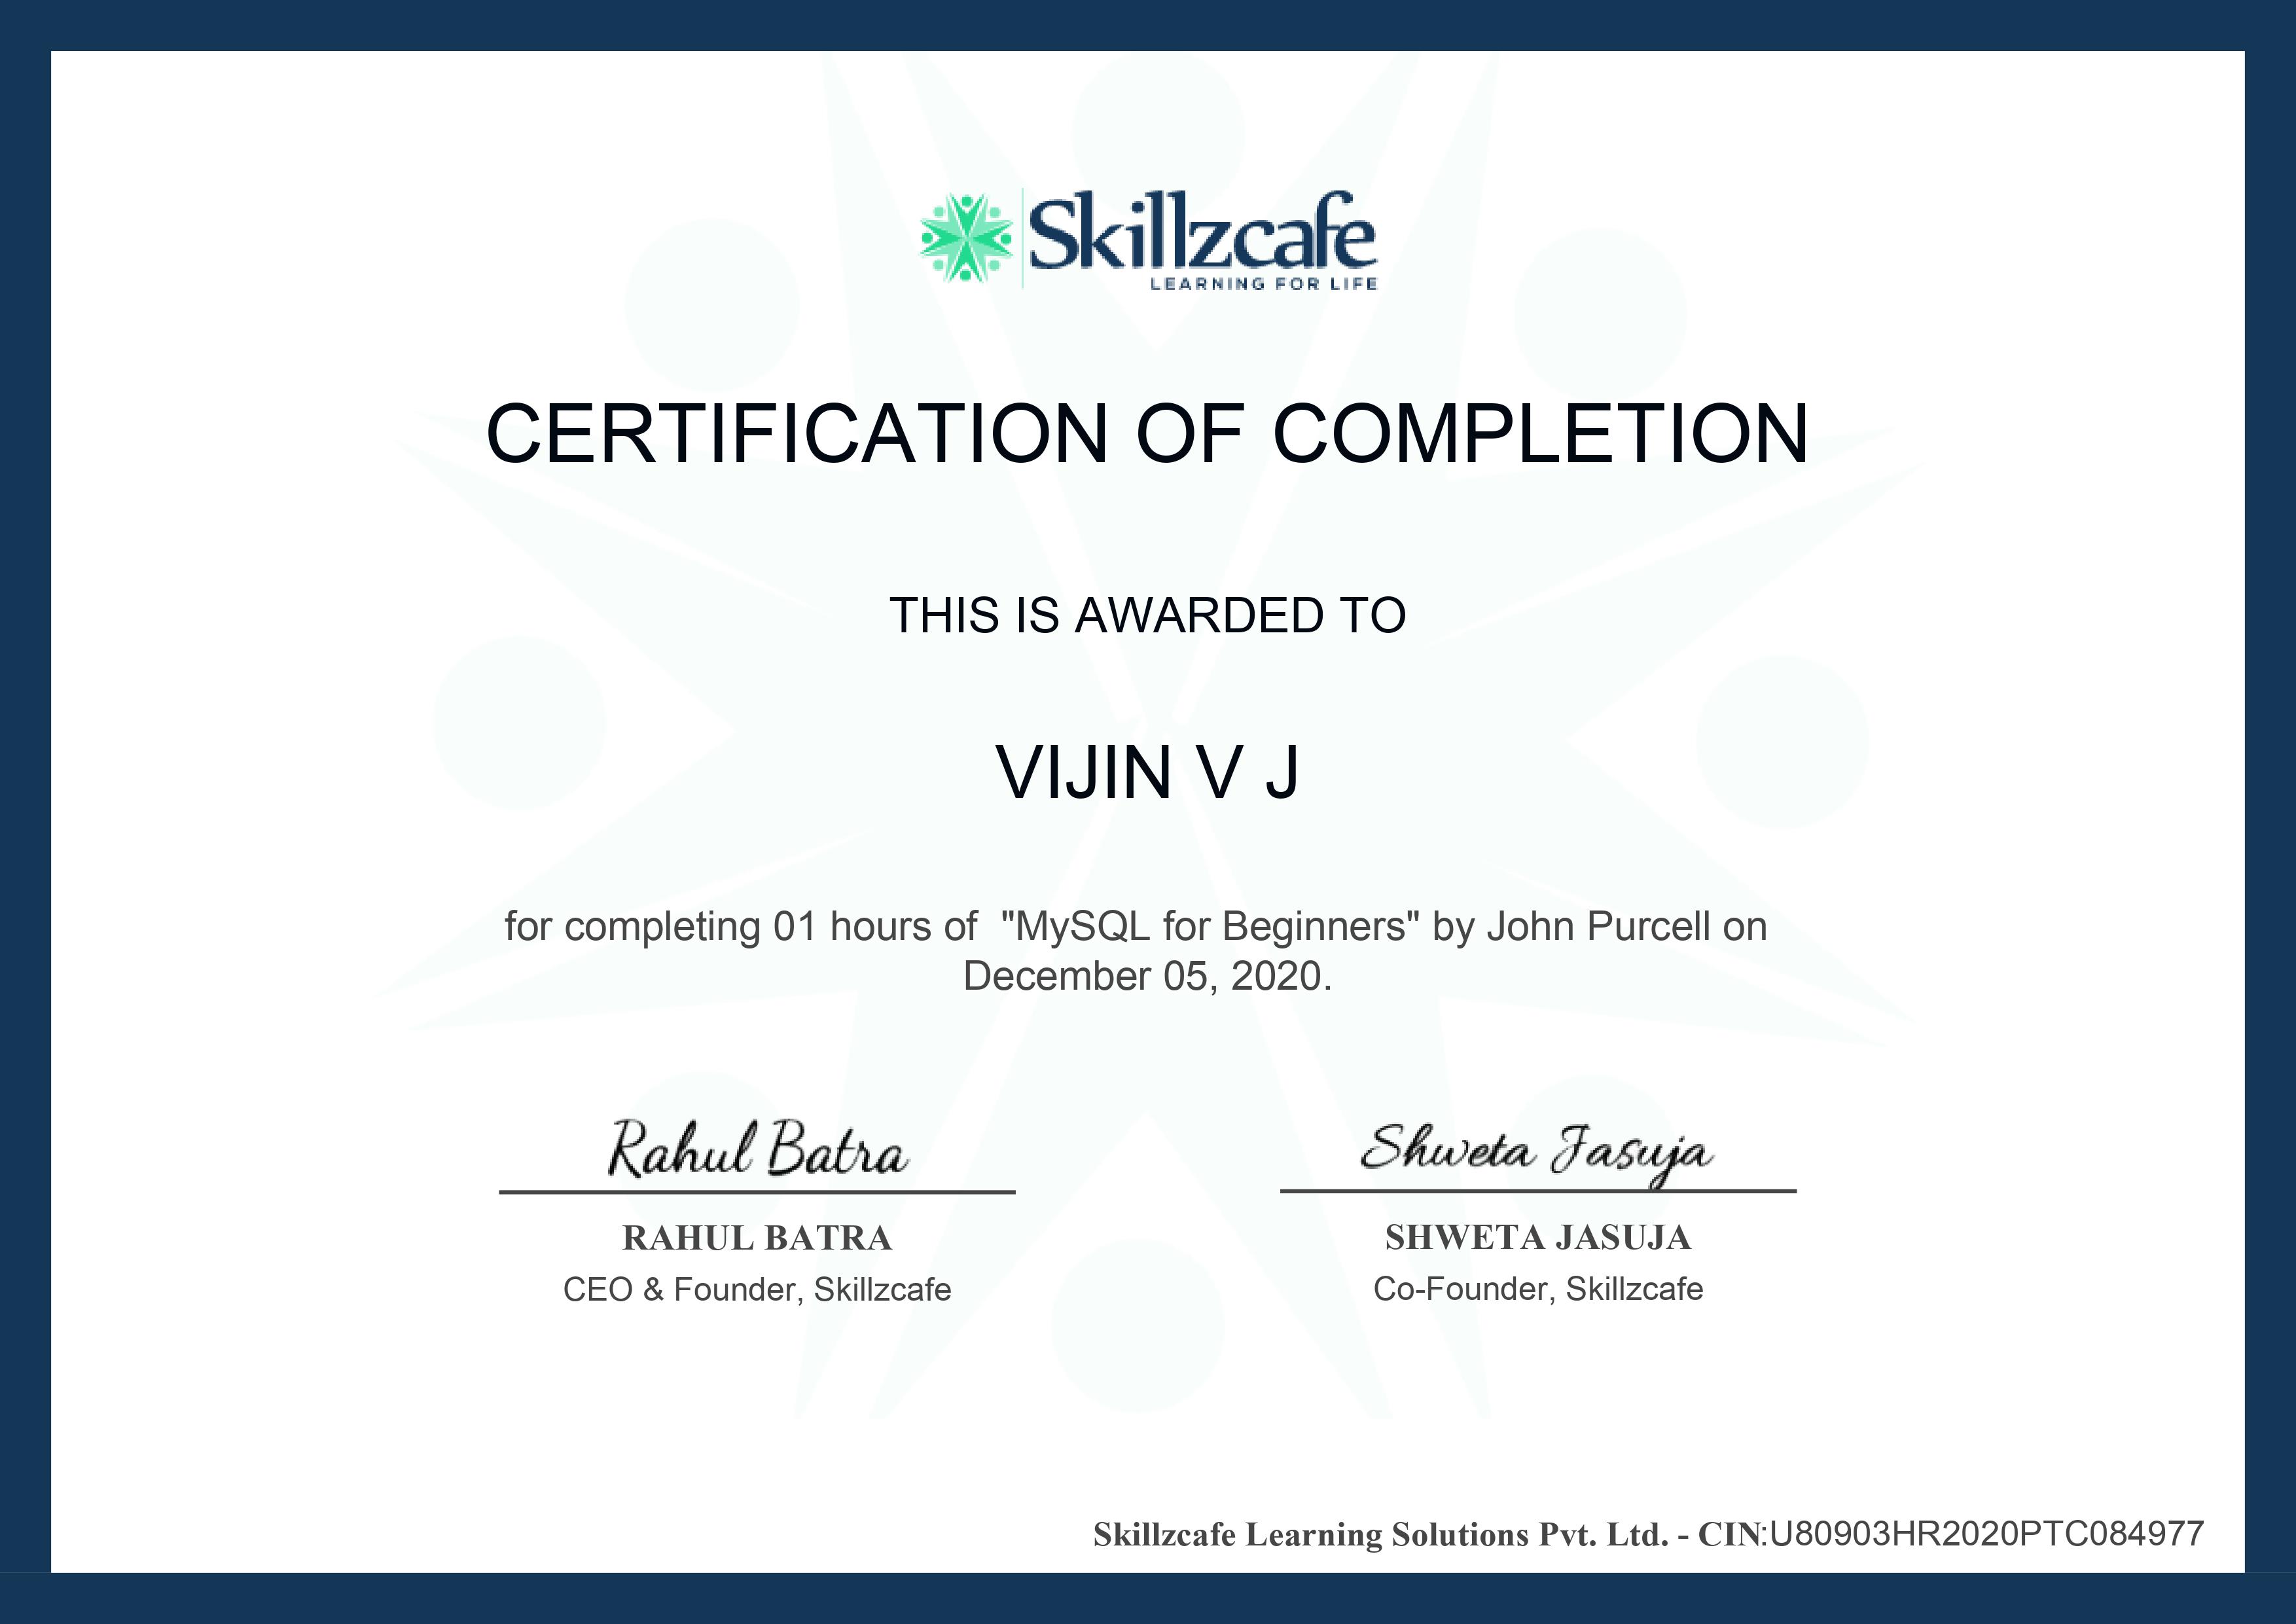 Skillzcafe
LEARNING FOR LIFE
CERTIFICATION OF COMPLETION
THIS IS AWARDED TO
VIJIN V J
for completing 01 hours of "MySQL for Beginners" by John Purcell on
December 05, 2020.
Rahul Batra
RAHUL BATRA
CEO & Founder, Skillzcafe
Shweta Jasuja
SHWETA JASUJA
Co-Founder, Skillzcafe
Skillzcafe Learning Solutions Pvt. Ltd. - CIN:U80903HR2020PTC084977